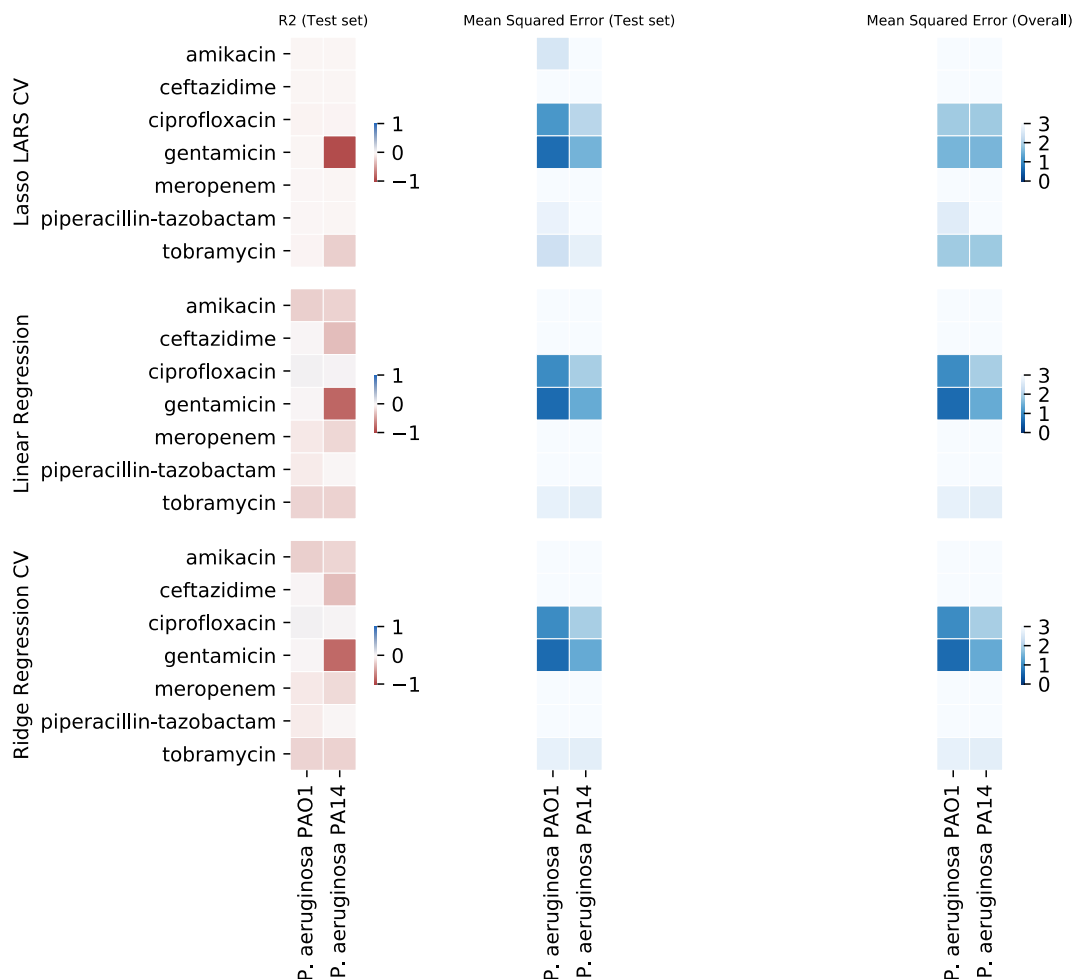 R2 (Test set)
Mean Squared Error (Test set)
Mean Squared Error (Overall)
Lasso LARS CV
amikacin
ceftazidime
ciprofloxacin
gentamicin
meropenem
piperacillin-tazobactam
tobramycin
1
0
−1
3
2
1
0
Linear Regression
amikacin
ceftazidime
ciprofloxacin
gentamicin
meropenem
piperacillin-tazobactam
tobramycin
1
0
−1
3
2
1
0
Ridge Regression CV
amikacin
ceftazidime
ciprofloxacin
gentamicin
meropenem
piperacillin-tazobactam
tobramycin
1
0
−1
3
2
1
0
P. aeruginosa PAO1
P. aeruginosa PA14
P. aeruginosa PAO1
P. aeruginosa PA14
P. aeruginosa PAO1
P. aeruginosa PA14